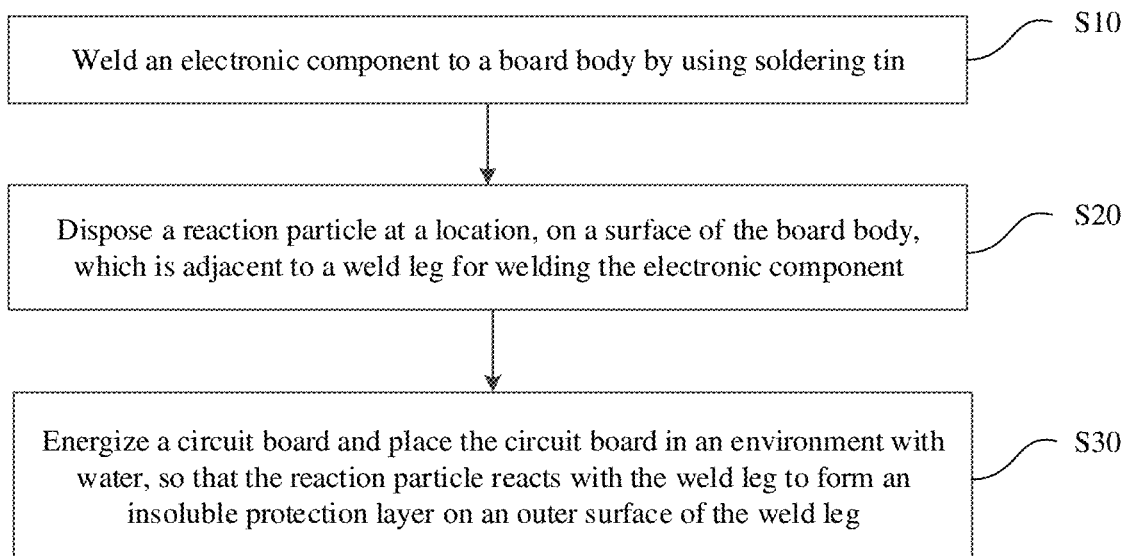 S10
Weld an electronic component to a board body by using soldering tin
S20
Dispose a reaction particle at a location, on a surface of the board body,
which is adjacent to a weld leg for welding the electronic component
S30
Energize a circuit board and place the circuit board in an environment with
water, so that the reaction particle reacts with the weld leg to form an
insoluble protection layer on an outer surface of the weld leg